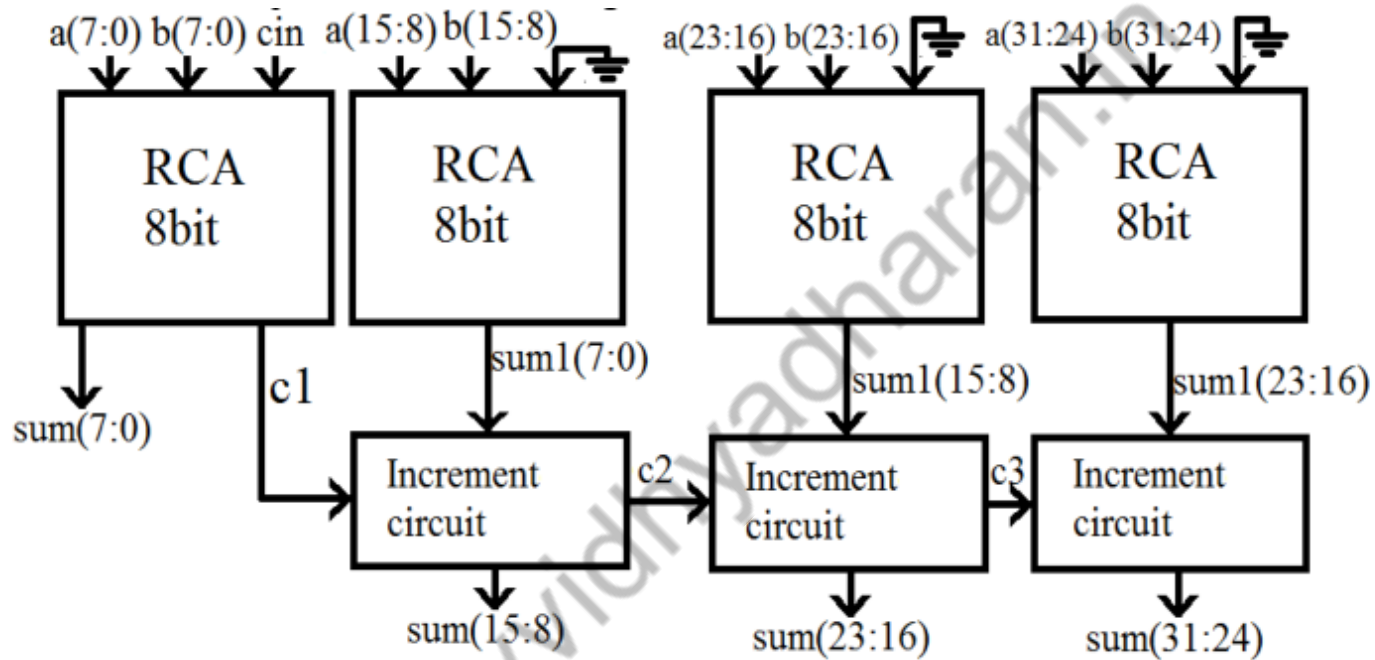 a(7:0) b(7:0) cin a(15:8) b(15:8) a(23:16) b(23:16) a(31:24) b(31:24)
RCA
8bit
RCA
8bit
RCA
8bit
RCA
8bit
sum(7:0)
c1
sum1(7:0)
sum1(15:8)
sum1(23:16)
Increment
circuit
c2
Increment
circuit
c3
Increment
circuit
sum(15:8)
sum(23:16)
sum(31:24)
vidhyadharan.in